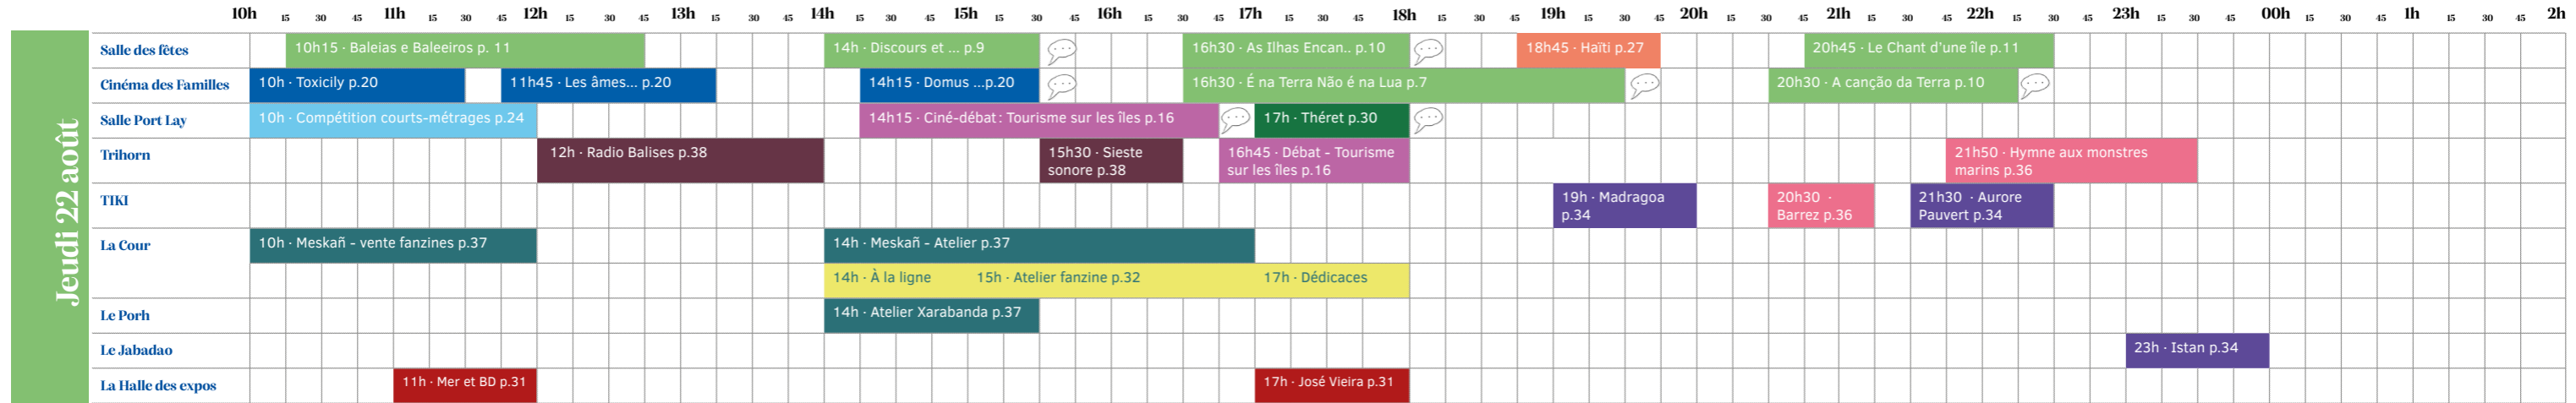 10h 15 30 45 11h 15 30 45 12h 15 30 45 13h 15 30 45 14h 15 30 45 15h 15 30 45 16h 15 30 45 17h 15 30 45 18h 15 30 45 19h 15 30 45 20h 15 30 45 21h 15 30 45 22h 15 30 45 23h 15 30 45 00h 15 30 45 1h 15 30 45 2h
Jeudi 22 août
Salle des fêtes
10h15 · Baleias e Baleeiros p. 11
14h · Discours et ... p.9
16h30 · As Ilhas Encan.. p.10
18h45 · Haïti p.27
20h45 · Le Chant d'une île p.11
Cinéma des Familles
10h · Toxicily p.20
11h45 · Les âmes... p.20
14h15 · Domus ...p.20
16h30 · É na Terra Não é na Lua p.7
20h30 · A canção da Terra p.10
Salle Port Lay
10h · Compétition courts-métrages p.24
14h15 · Ciné-débat : Tourisme sur les îles p.16
17h · Théret p.30
Trihorn
12h · Radio Balises p.38
15h30 · Sieste
sonore p.38
16h45 · Débat - Tourisme
sur les îles p.16
21h50 · Hymne aux monstres
marins p.36
TIKI
19h · Madragoa
p.34
20h30 ·
Barrez p.36
21h30 · Aurore
Pauvert p.34
La Cour
10h · Meskañ - vente fanzines p.37
14h · Meskañ - Atelier p.37
14h · À la ligne
15h · Atelier fanzine p.32
17h · Dédicaces
Le Porh
14h · Atelier Xarabanda p.37
Le Jabadao
23h · Istan p.34
La Halle des expos
11h · Mer et BD p.31
17h · José Vieira p.31